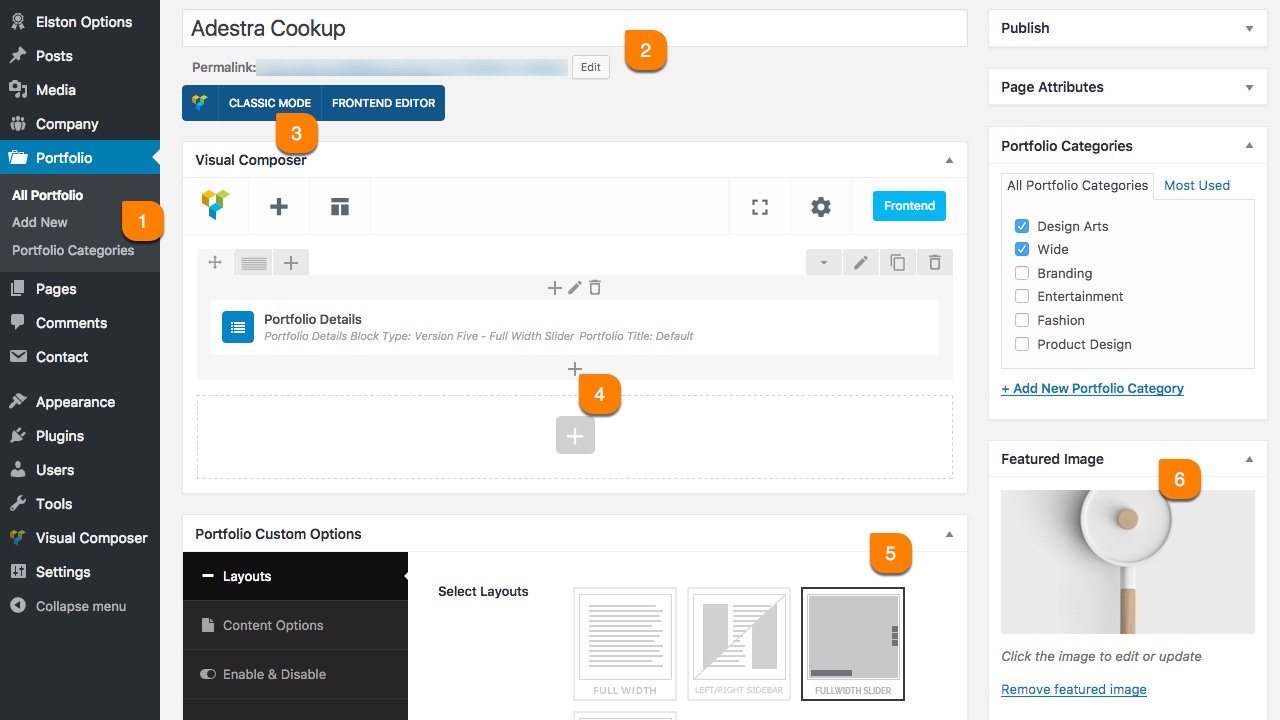 Elston Options
Posts
Media
Company
Portfolio
All Portfolio
Add New
Portfolio Categories
1
Pages
Comments
Contact
Appearance
Plugins
Users
Tools
Visual Composer
Settings
Collapse menu
Adestra Cookup
2
Permalink:
Edit
CLASSIC MODE
FRONTEND EDITOR
3
Visual Composer
Frontend
Portfolio Details
Portfolio Details Block Type: Version Five - Full Width Slider Portfolio Title: Default
4
Portfolio Custom Options
5
Layouts
Content Options
Enable & Disable
Select Layouts
FULL WIDTH
LEFT/RIGHT SIDEBAR
FULLWIDTH SLIDER
Publish
Page Attributes
Portfolio Categories
All Portfolio Categories
Most Used
Design Arts
Wide
Branding
Entertainment
Fashion
Product Design
+ Add New Portfolio Category
Featured Image
6
Click the image to edit or update
Remove featured image